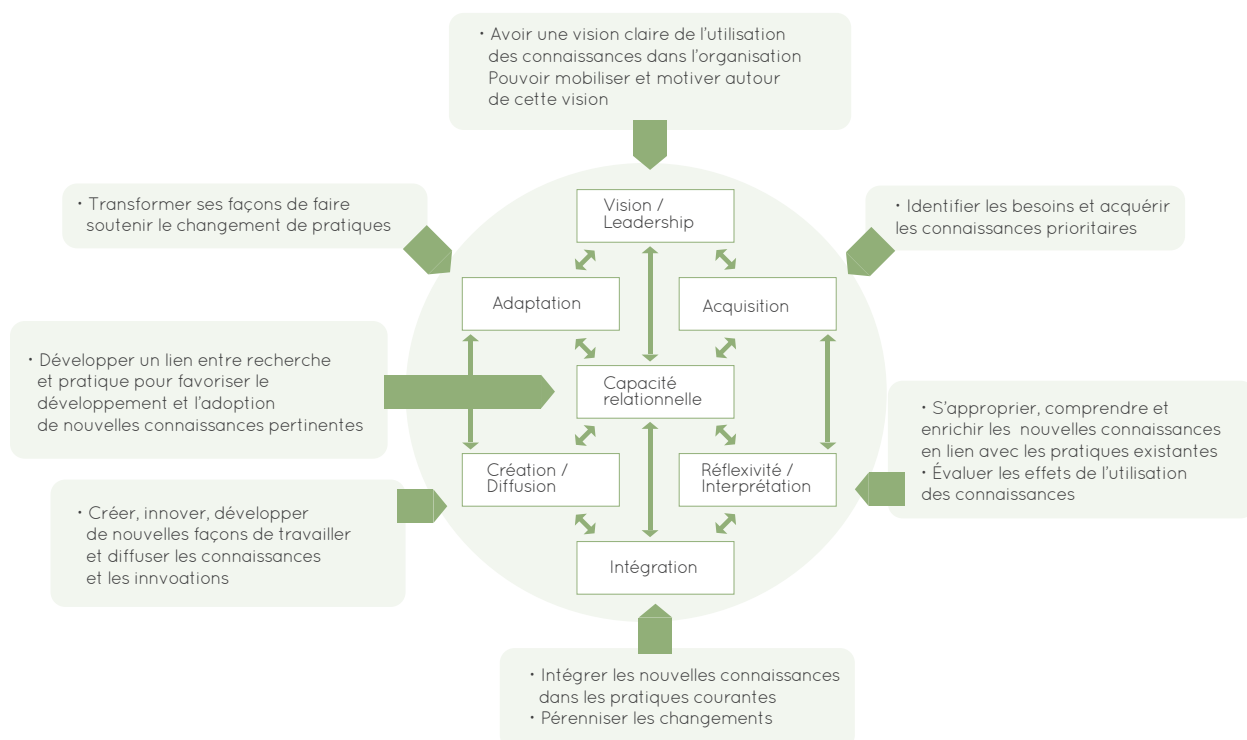 · Avoir une vision claire de l'utilisation
des connaissances dans l'organisation
Pouvoir mobiliser et motiver autour
de cette vision
· Transformer ses façons de faire
soutenir le changement de pratiques
Vision /
Leadership
· Identifier les besoins et acquérir
les connaissances prioritaires
Adaptation
Acquisition
· Développer un lien entre recherche
et pratique pour favoriser le
développement et l'adoption
de nouvelles connaissances pertinentes
Capacité
relationnelle
· S'approprier, comprendre et
enrichir les nouvelles connaissances
en lien avec les pratiques existantes
· Évaluer les effets de l'utilisation
des connaissances
Création /
Diffusion
Réflexivité /
Interprétation
· Créer, innover, développer
de nouvelles façons de travailler
et diffuser les connaissances
et les innvoations
Intégration
· Intégrer les nouvelles connaissances
dans les pratiques courantes
· Pérenniser les changements